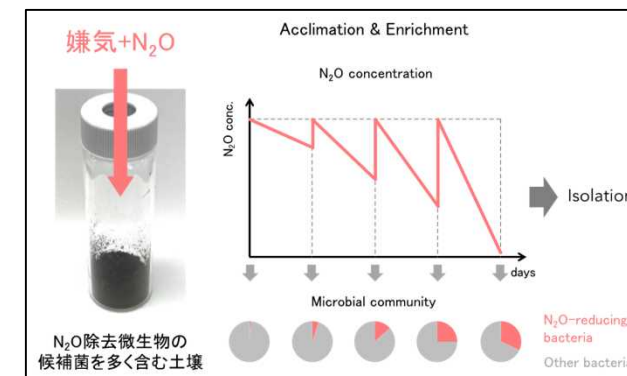 嫌気+N₂O
N₂O除去微生物の
候補菌を多く含む土壌
Acclimation & Enrichment
N₂O concentration
N₂O conc.
days
Isolation
Microbial community
N₂O-reducing
bacteria
Other bacteria